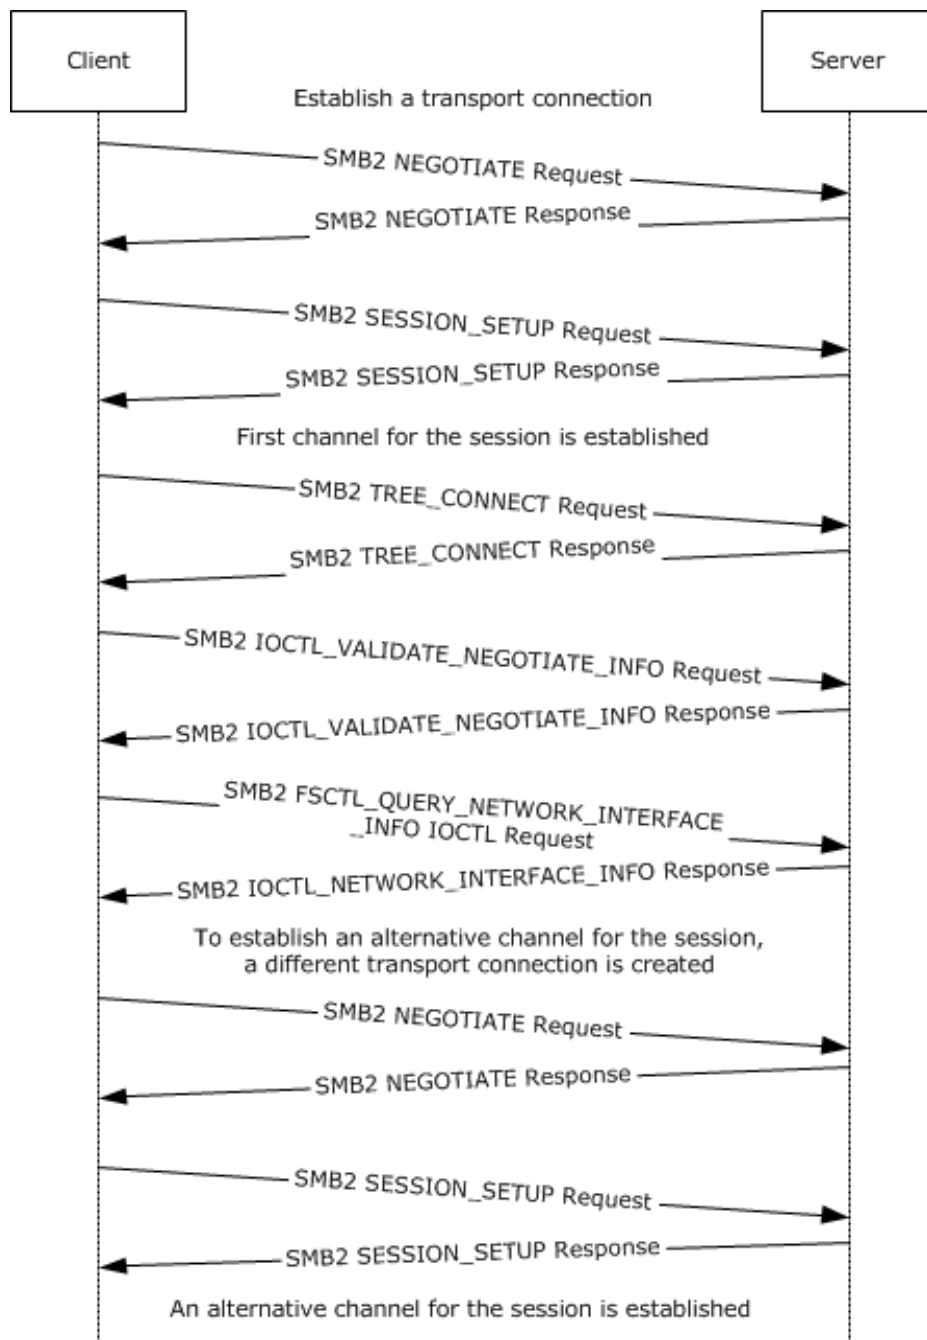 Client
Server
Establish a transport connection
SMB2 NEGOTIATE Request
SMB2 NEGOTIATE Response
SMB2 SESSION_SETUP Request
SMB2 SESSION_SETUP Response
First channel for the session is established
SMB2 TREE_CONNECT Request
SMB2 TREE_CONNECT Response
SMB2 IOCTL_VALIDATE_NEGOTIATE_INFO Request
SMB2 IOCTL_VALIDATE_NEGOTIATE_INFO Response
SMB2 FSCTL_QUERY_NETWORK_INTERFACE
_INFO IOCTL Request
SMB2 IOCTL_NETWORK_INTERFACE_INFO Response
To establish an alternative channel for the session,
a different transport connection is created
SMB2 NEGOTIATE Request
SMB2 NEGOTIATE Response
SMB2 SESSION_SETUP Request
SMB2 SESSION_SETUP Response
An alternative channel for the session is established